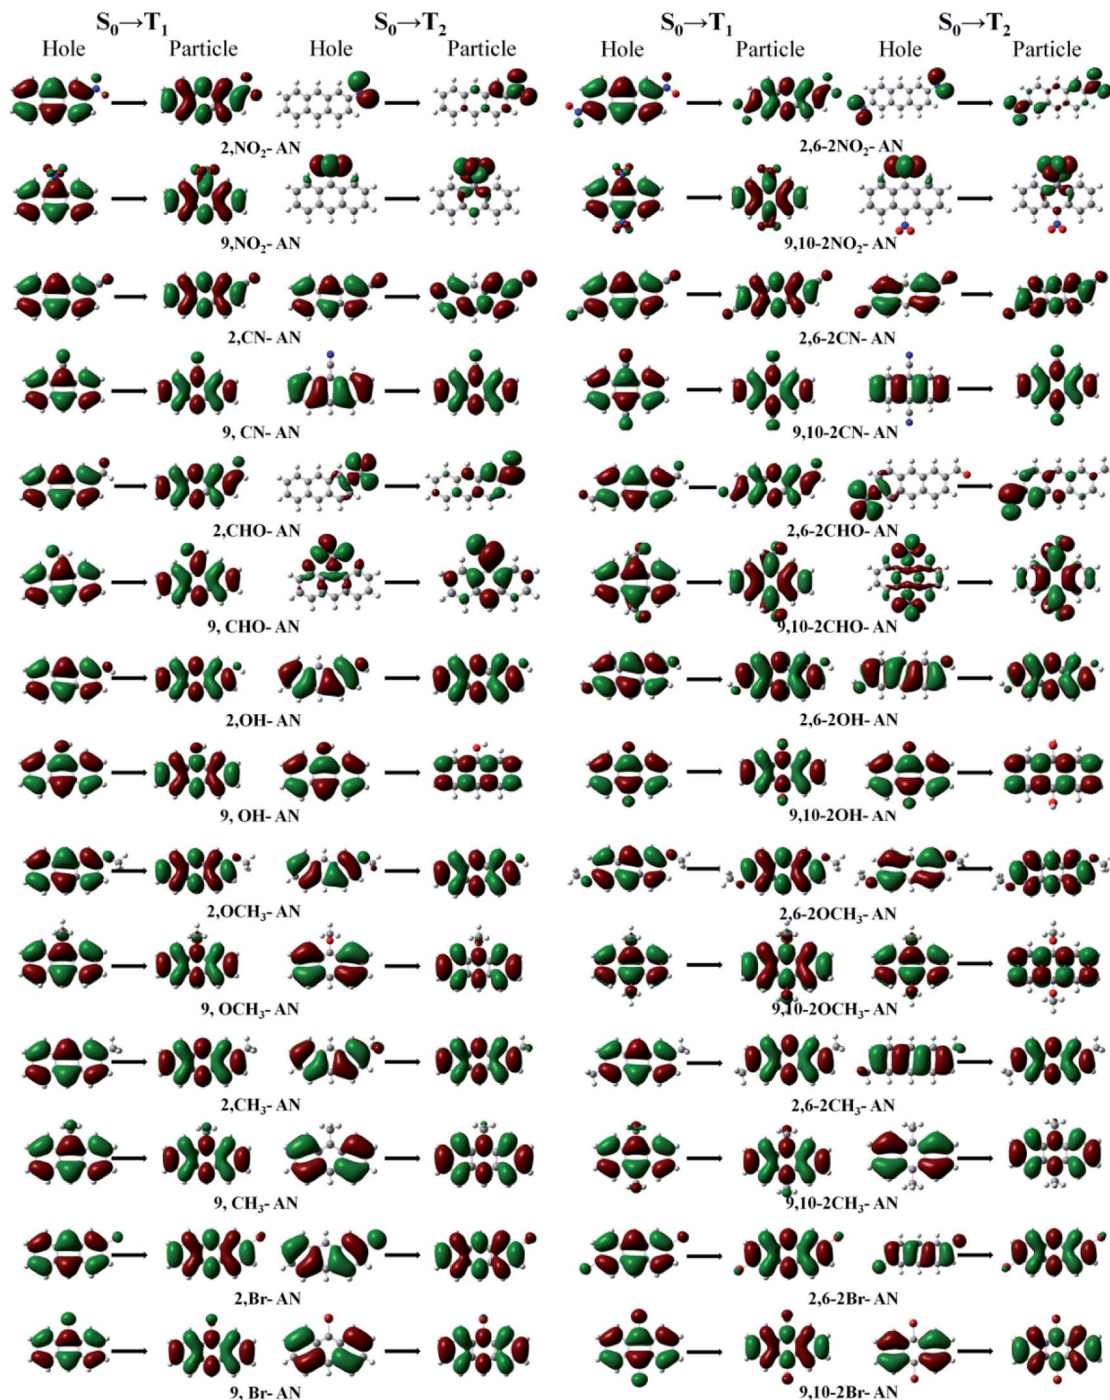 S₀→T₁ S₀→T₂ S₀→T₁ S₀→T₂
Hole Particle Hole Particle Hole Particle Hole Particle
2,NO₂- AN 2,6-2NO₂- AN
9,NO₂- AN 9,10-2NO₂- AN
2,CN- AN 2,6-2CN- AN
9, CN- AN 9,10-2CN- AN
2,CHO- AN 2,6-2CHO- AN
9, CHO- AN 9,10-2CHO- AN
2,OH- AN 2,6-2OH- AN
9, OH- AN 9,10-2OH- AN
2,OCH₃- AN 2,6-2OCH₃- AN
9, OCH₃- AN 9,10-2OCH₃- AN
2,CH₃- AN 2,6-2CH₃- AN
9, CH₃- AN 9,10-2CH₃- AN
2,Br- AN 2,6-2Br- AN
9, Br- AN 9,10-2Br- AN